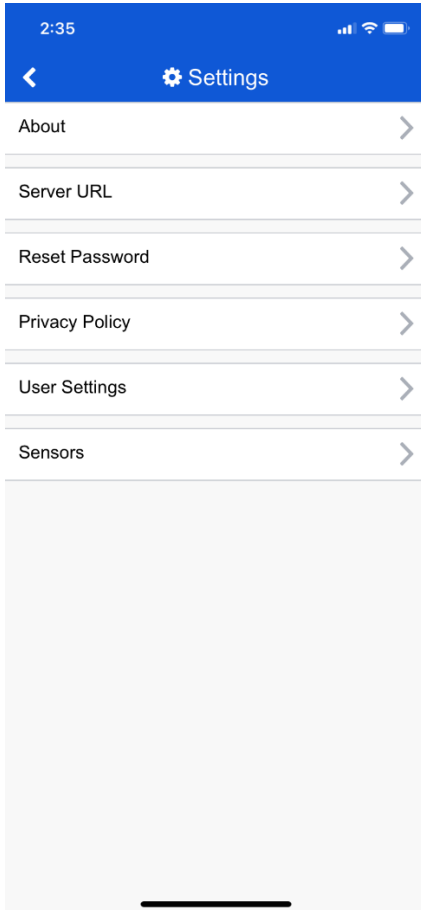 2:35
Settings
About
Server URL
Reset Password
Privacy Policy
User Settings
Sensors